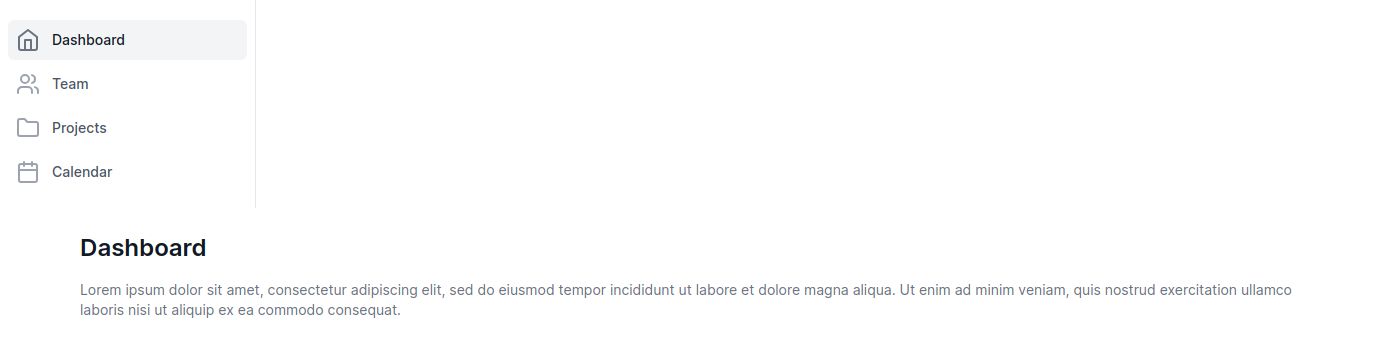 Dashboard
Team
Projects
Calendar
Dashboard
Lorem ipsum dolor sit amet, consectetur adipiscing elit, sed do eiusmod tempor incididunt ut labore et dolore magna aliqua. Ut enim ad minim veniam, quis nostrud exercitation ullamco
laboris nisi ut aliquip ex ea commodo consequat.